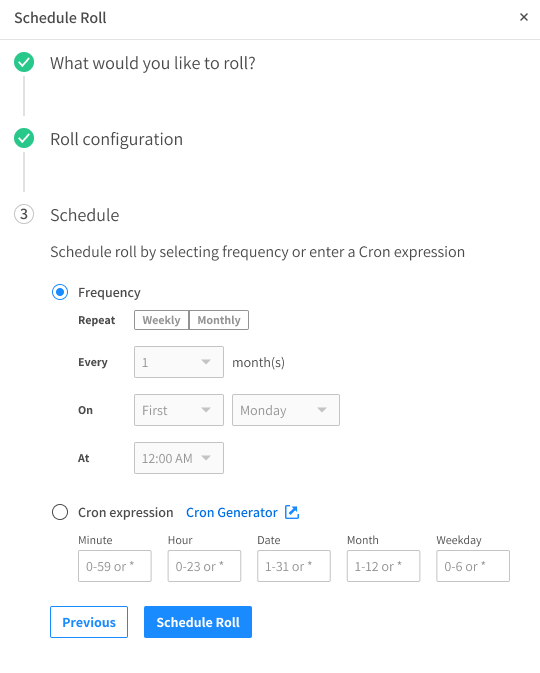 Schedule Roll ×
What would you like to roll?
Roll configuration
3 Schedule
Schedule roll by selecting frequency or enter a Cron expression
Frequency
Repeat Weekly Monthly
Every 1 month(s)
On First Monday
At 12:00 AM
Cron expression Cron Generator
Minute Hour Date Month Weekday
0-59 or * 0-23 or * 1-31 or * 1-12 or * 0-6 or *
Previous Schedule Roll